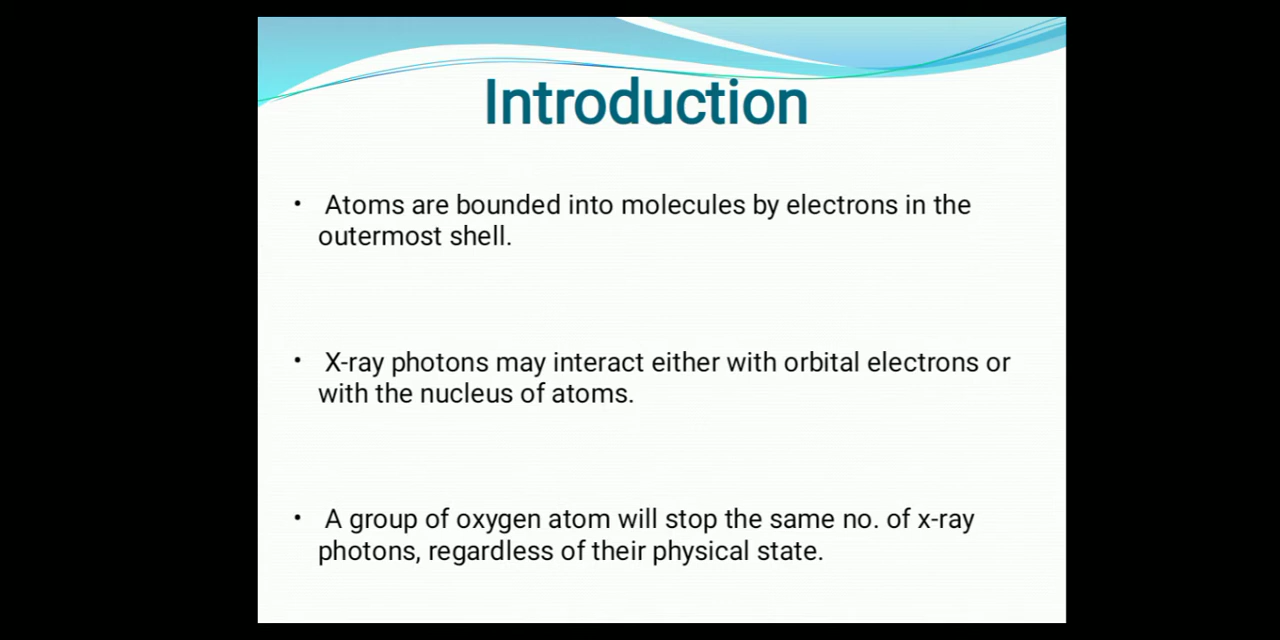 Introduction
• Atoms are bounded into molecules by electrons in the
outermost shell.
• X-ray photons may interact either with orbital electrons or
with the nucleus of atoms.
• A group of oxygen atom will stop the same no. of x-ray
photons, regardless of their physical state.